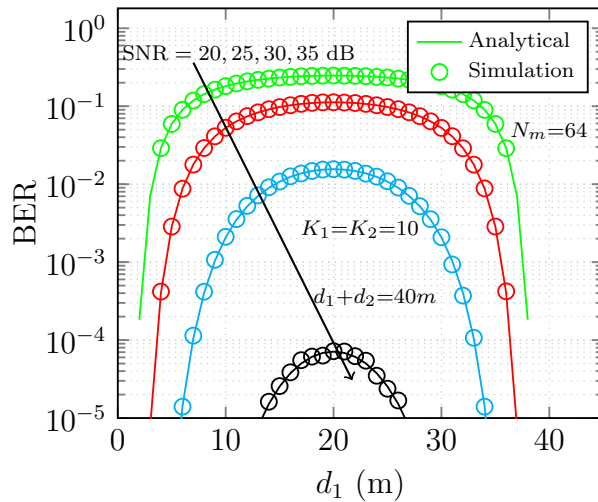 10^0
10^{-1}
10^{-2}
10^{-3}
10^{-4}
10^{-5}
BER
SNR = 20, 25, 30, 35 dB
Analytical
Simulation
N_m=64
K_1=K_2=10
d_1+d_2=40m
0 10 20 30 40
d_1 (m)